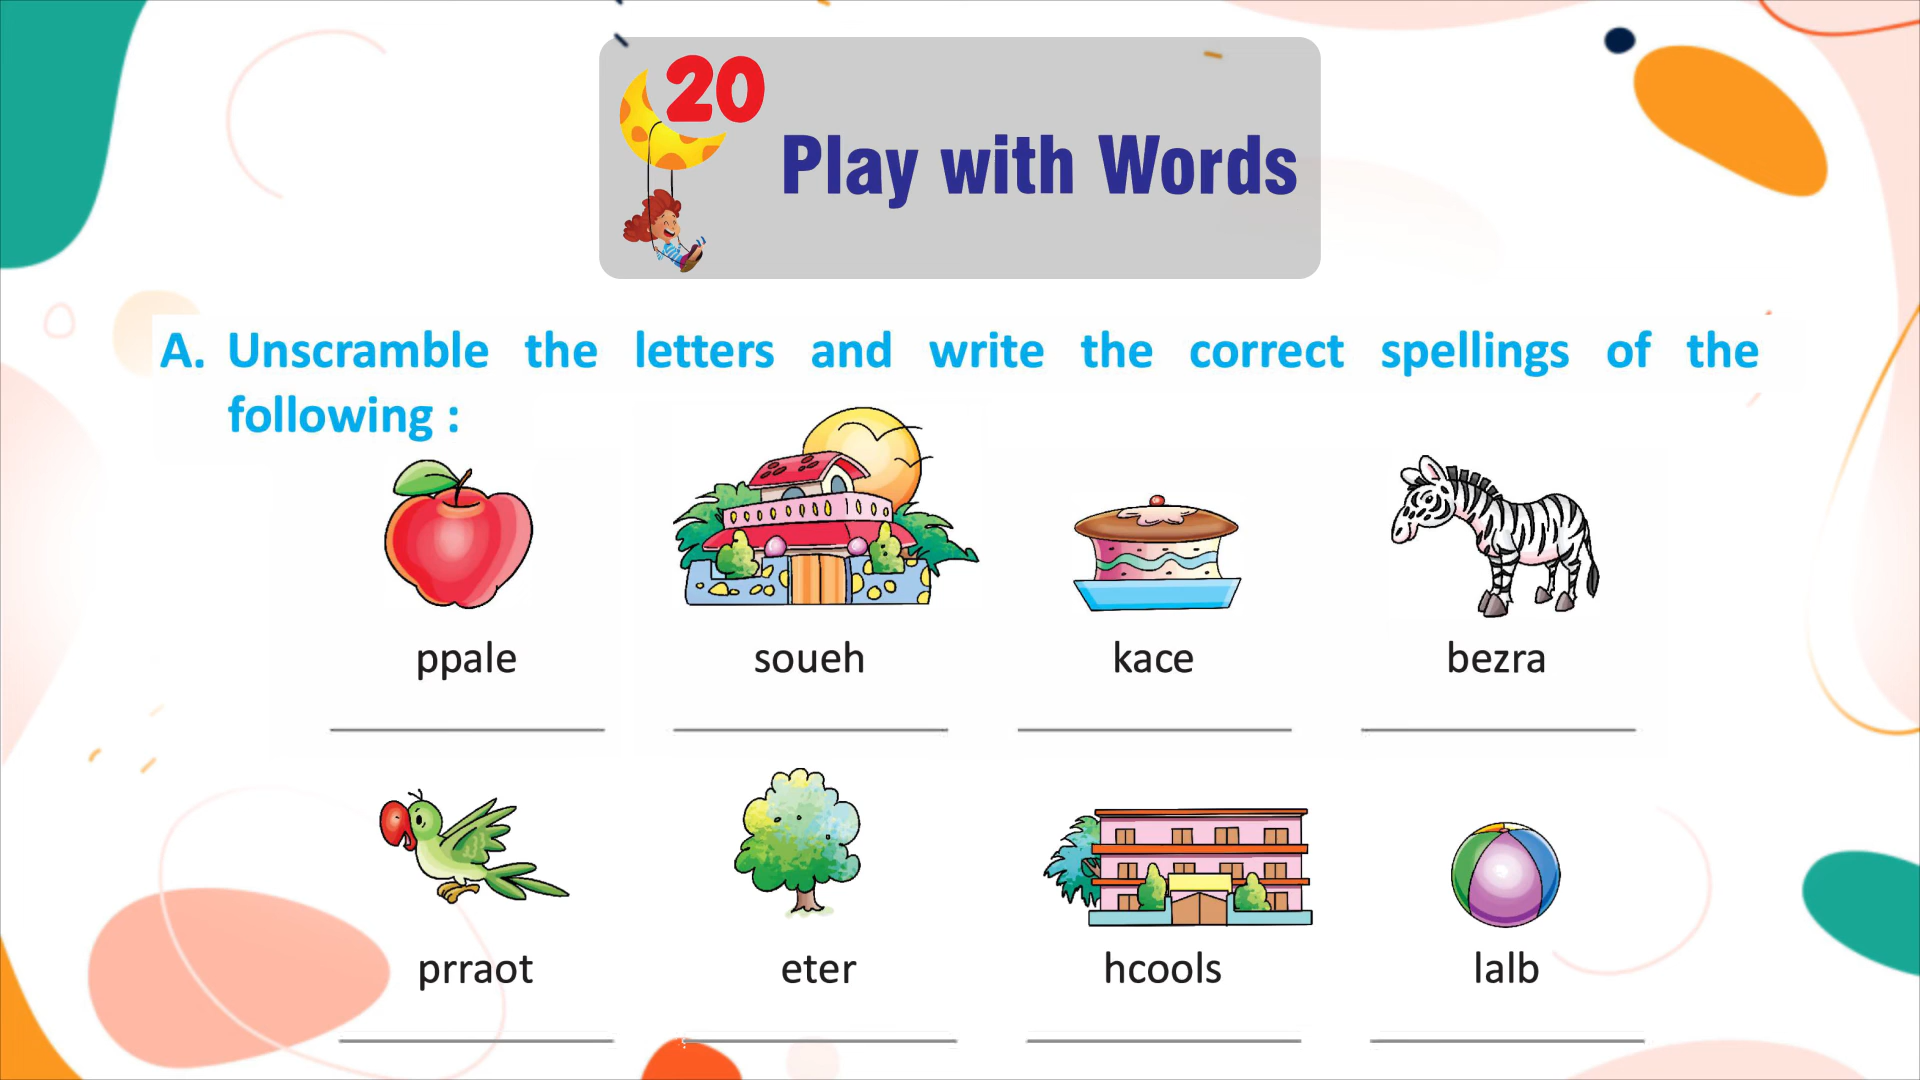 20
Play with Words
A. Unscramble the letters and write the correct spellings of the
following :
ppale soueh kace bezra
prraot eter hcools lalb